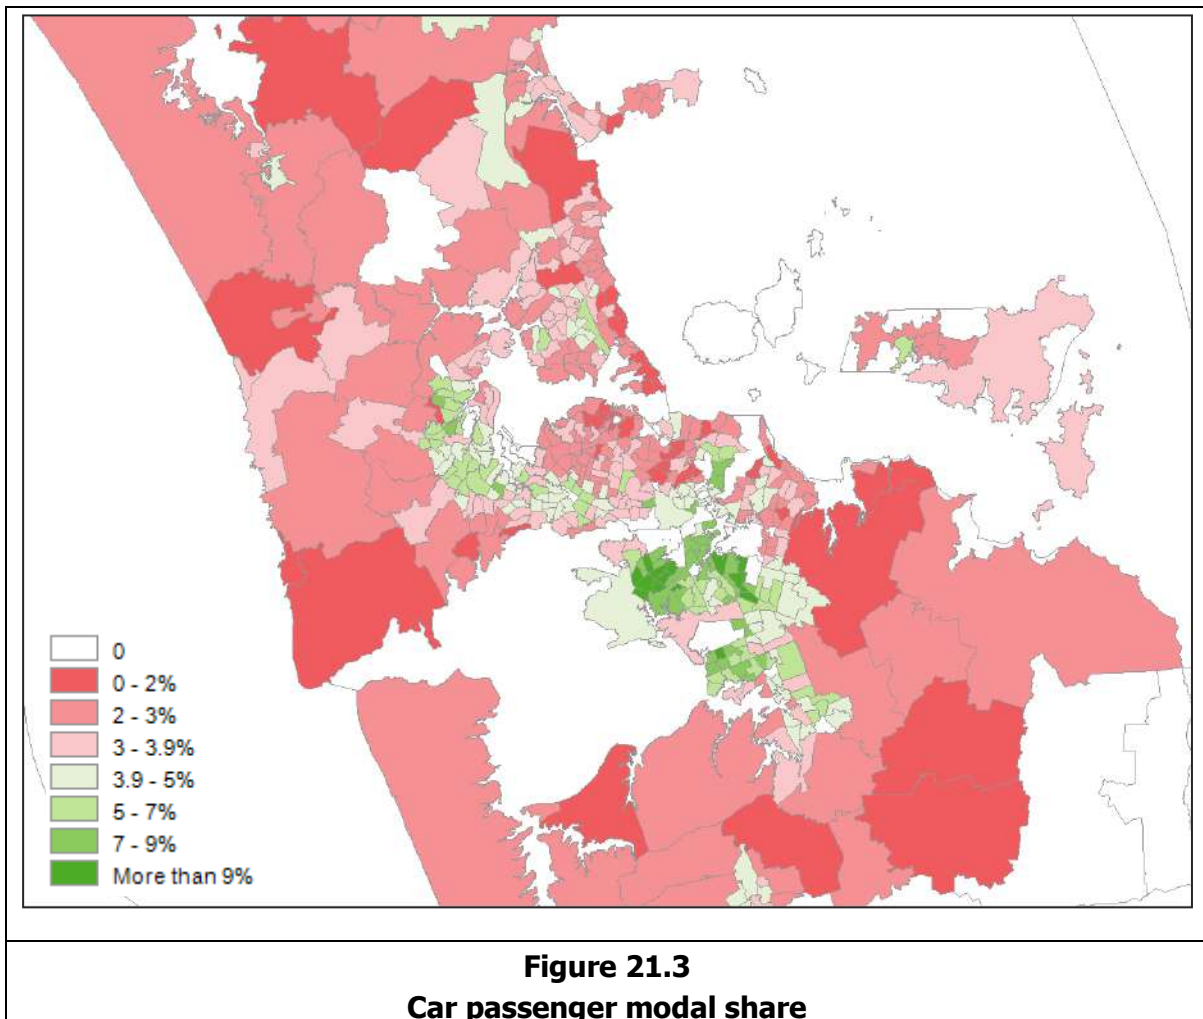 0
0 - 2%
2 - 3%
3 - 3.9%
3.9 - 5%
5 - 7%
7 - 9%
More than 9%
Figure 21.3
Car passenger modal share